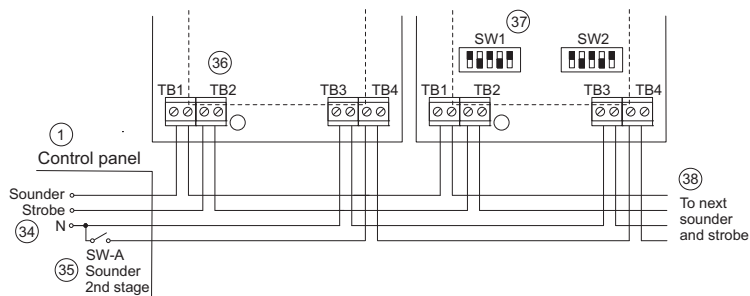 37
SW1 SW2
36
TB1 TB2 TB3 TB4 TB1 TB2 TB3 TB4
1
Control panel
Sounder
Strobe
34 N
35 SW-A
Sounder
2nd stage
38
To next
sounder
and strobe